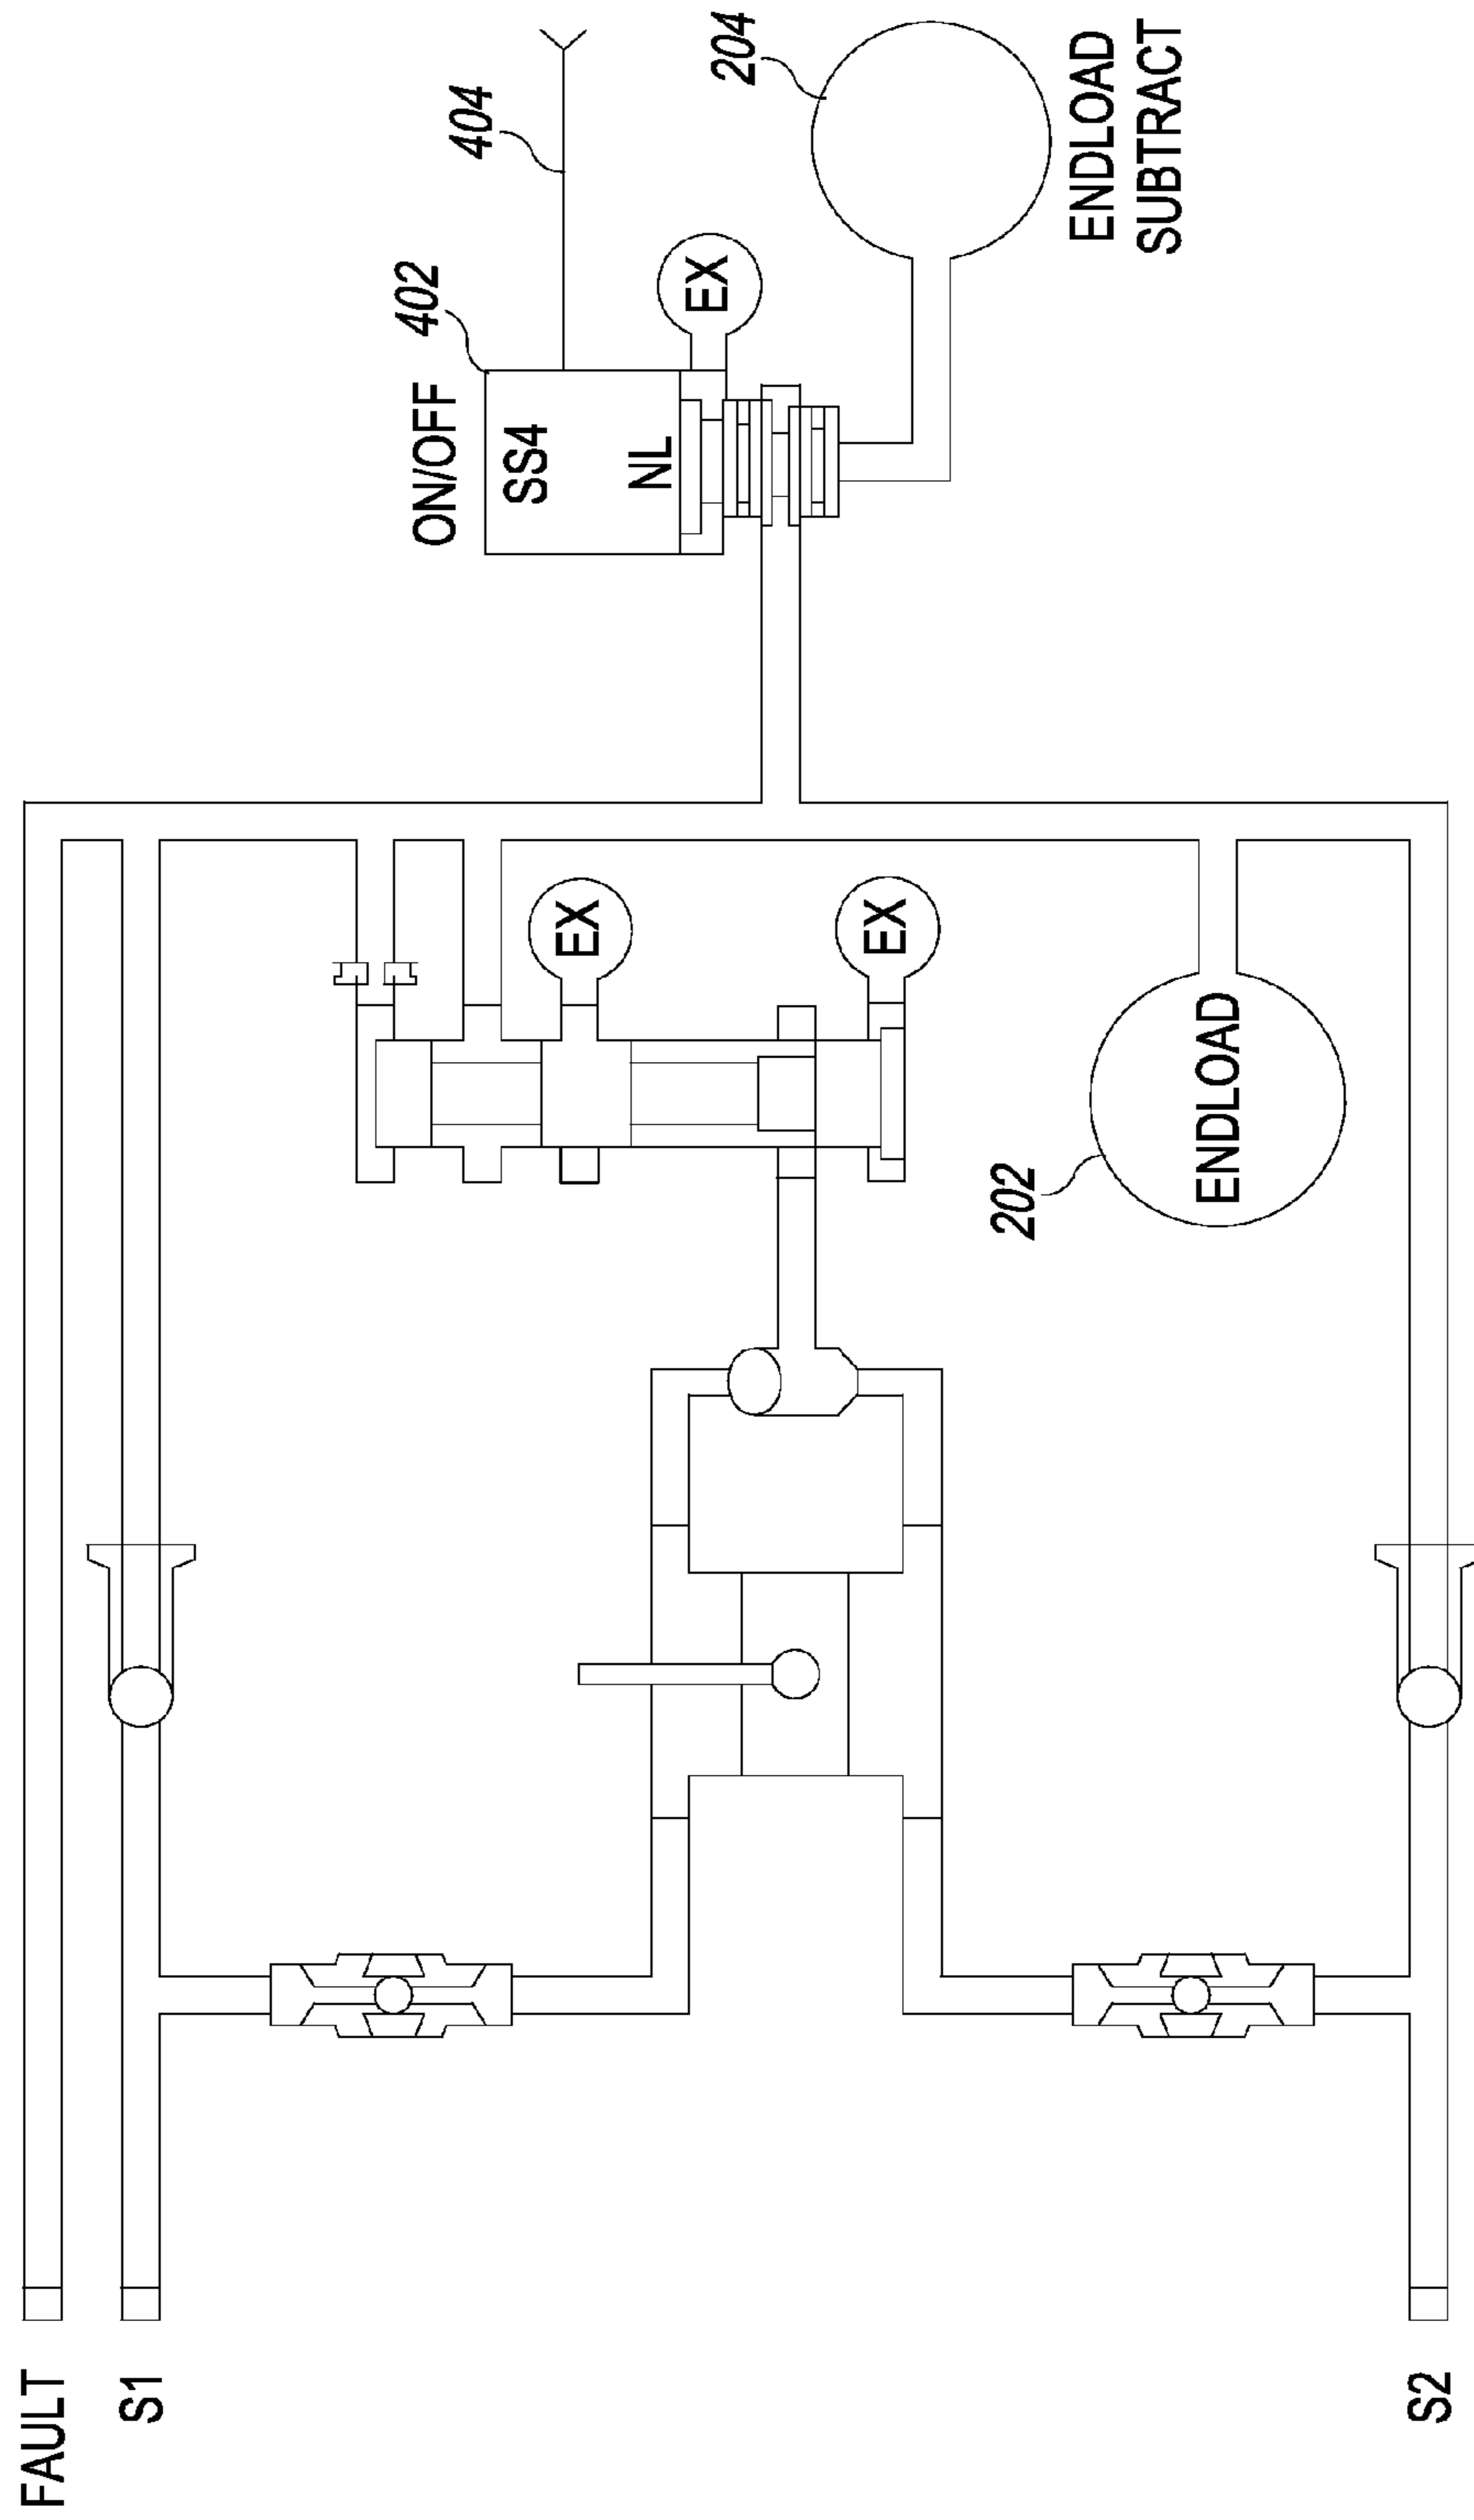 FAULT
S1
S2
ON/OFF
402
SS4
NL
404
EX
204
ENDLOAD
SUBTRACT
EX
EX
202
ENDLOAD